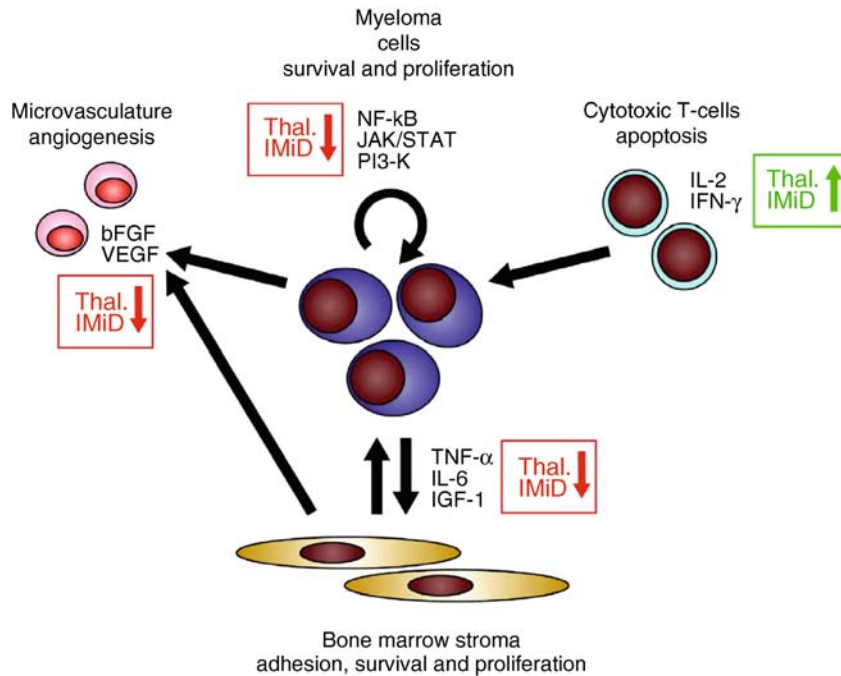 Myeloma
cells
survival and proliferation
Microvasculature
angiogenesis
Thal.
IMiD
NF-kB
JAK/STAT
PI3-K
Cytotoxic T-cells
apoptosis
IL-2
IFN-γ
Thal.
IMiD
bFGF
VEGF
Thal.
IMiD
TNF-α
IL-6
IGF-1
Thal.
IMiD
Bone marrow stroma
adhesion, survival and proliferation